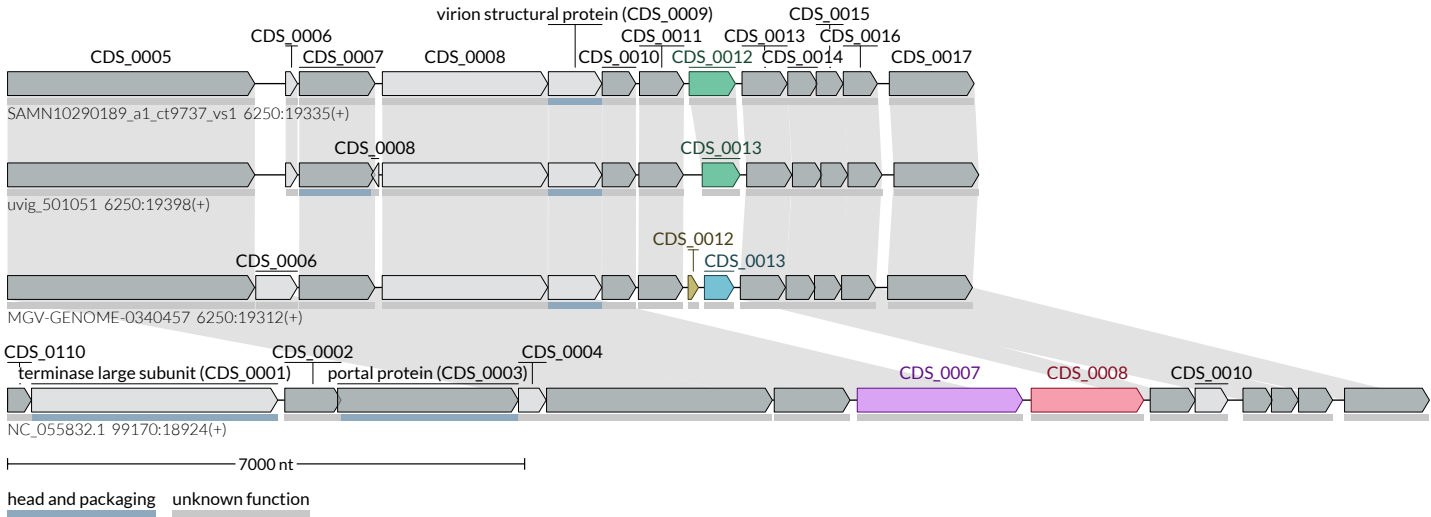 virion structural protein (CDS_0009) CDS_0015
CDS_0006 CDS_0011 CDS_0013 CDS_0016
CDS_0005 CDS_0007 CDS_0008 CDS_0010 CDS_0012 CDS_0014 CDS_0017
SAMN10290189_a1_ct9737_vs1 6250:19335(+)
CDS_0008 CDS_0013
uvig_501051 6250:19398(+)
CDS_0012
CDS_0006 CDS_0013
MGV-GENOME-0340457 6250:19312(+)
CDS_0110 CDS_0002 CDS_0004
terminase large subunit (CDS_0001) portal protein (CDS_0003) CDS_0007 CDS_0008 CDS_0010
NC_055832.1 99170:18924(+)
7000 nt
head and packaging unknown function